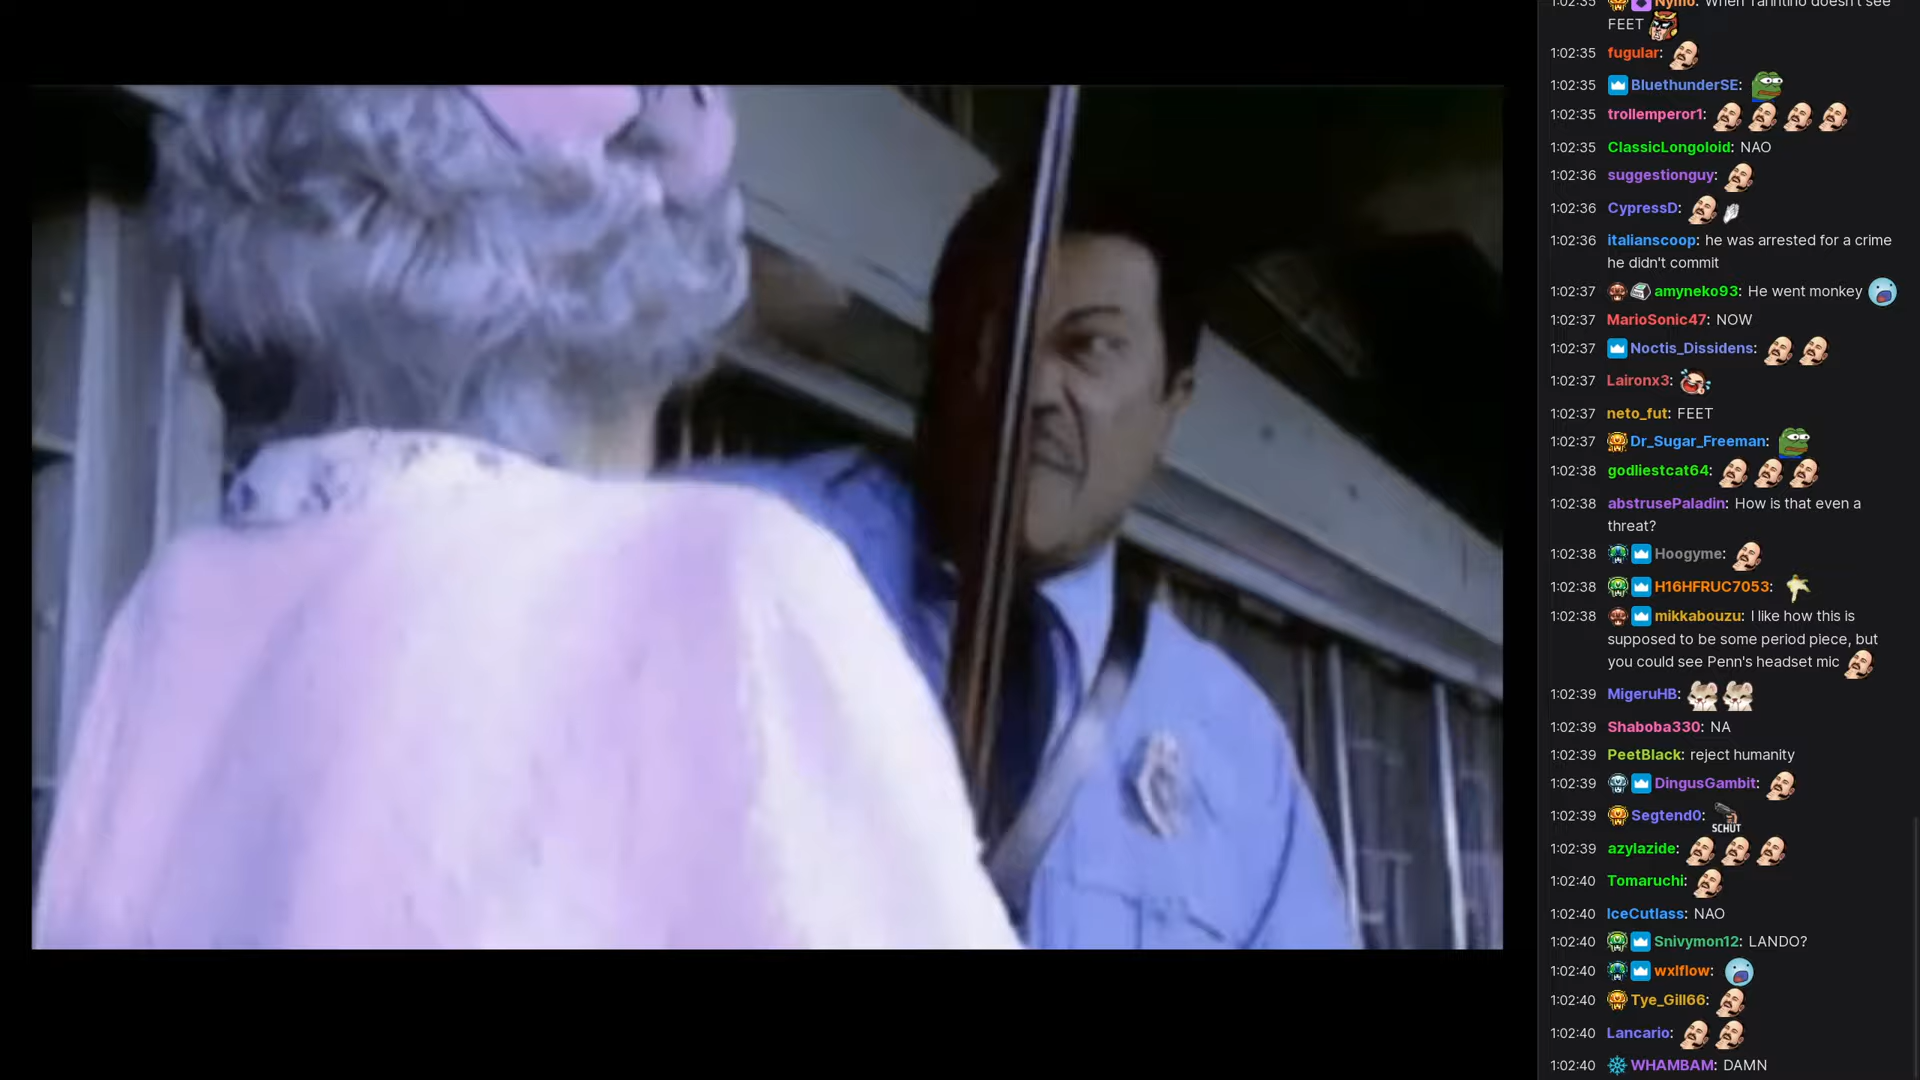 1:02:35 Nymo: When Tarintino doesn't see
FEET
1:02:35 fugular:
1:02:35 BluethunderSE:
1:02:35 trollemperor1:
1:02:35 ClassicLongoloid: NAO
1:02:36 suggestionguy:
1:02:36 CypressD:
1:02:36 italianscoop: he was arrested for a crime
he didn't commit
1:02:37 amyneko93: He went monkey
1:02:37 MarioSonic47: NOW
1:02:37 Noctis_Dissidens:
1:02:37 Laironx3:
1:02:37 neto_fut: FEET
1:02:37 Dr_Sugar_Freeman:
1:02:38 godliestcat64:
1:02:38 abstrusePaladin: How is that even a
threat?
1:02:38 Hoogyme:
1:02:38 H16HFRUC7053:
1:02:38 mikkabouzu: I like how this is
supposed to be some period piece, but
you could see Penn's headset mic
1:02:39 MigeruHB:
1:02:39 Shaboba330: NA
1:02:39 PeetBlack: reject humanity
1:02:39 DingusGambit:
1:02:39 Segtend0: SCHUT
1:02:39 azylazide:
1:02:40 Tomaruchi:
1:02:40 IceCutlass: NAO
1:02:40 Snivymon12: LANDO?
1:02:40 wxlflow:
1:02:40 Tye_Gill66:
1:02:40 Lancario:
1:02:40 WHAMBAM: DAMN